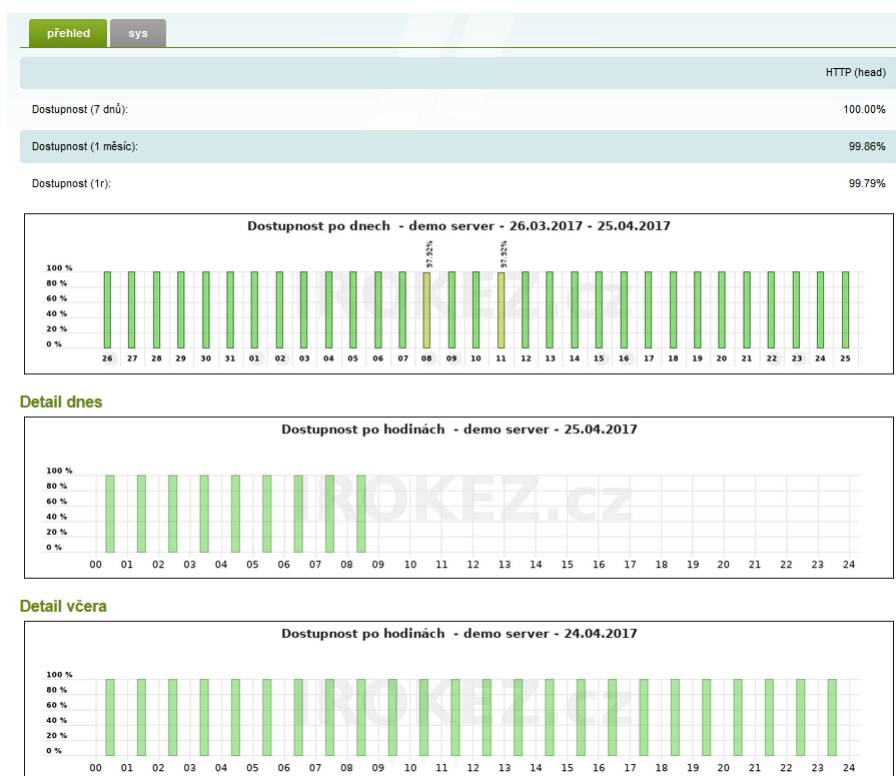 přehled sys
HTTP (head)
Dostupnost (7 dnů): 100.00%
Dostupnost (1 měsíc): 99.86%
Dostupnost (1r): 99.79%
Dostupnost po dnech - demo server - 26.03.2017 - 25.04.2017
97.92% 97.92%
100 %
80 %
60 %
40 %
20 %
0 %
IROKEZ.cz
26 27 28 29 30 31 01 02 03 04 05 06 07 08 09 10 11 12 13 14 15 16 17 18 19 20 21 22 23 24 25
Detail dnes
Dostupnost po hodinách - demo server - 25.04.2017
100 %
80 %
60 %
40 %
20 %
0 %
IROKEZ.cz
00 01 02 03 04 05 06 07 08 09 10 11 12 13 14 15 16 17 18 19 20 21 22 23 24
Detail včera
Dostupnost po hodinách - demo server - 24.04.2017
100 %
80 %
60 %
40 %
20 %
0 %
IROKEZ.cz
00 01 02 03 04 05 06 07 08 09 10 11 12 13 14 15 16 17 18 19 20 21 22 23 24